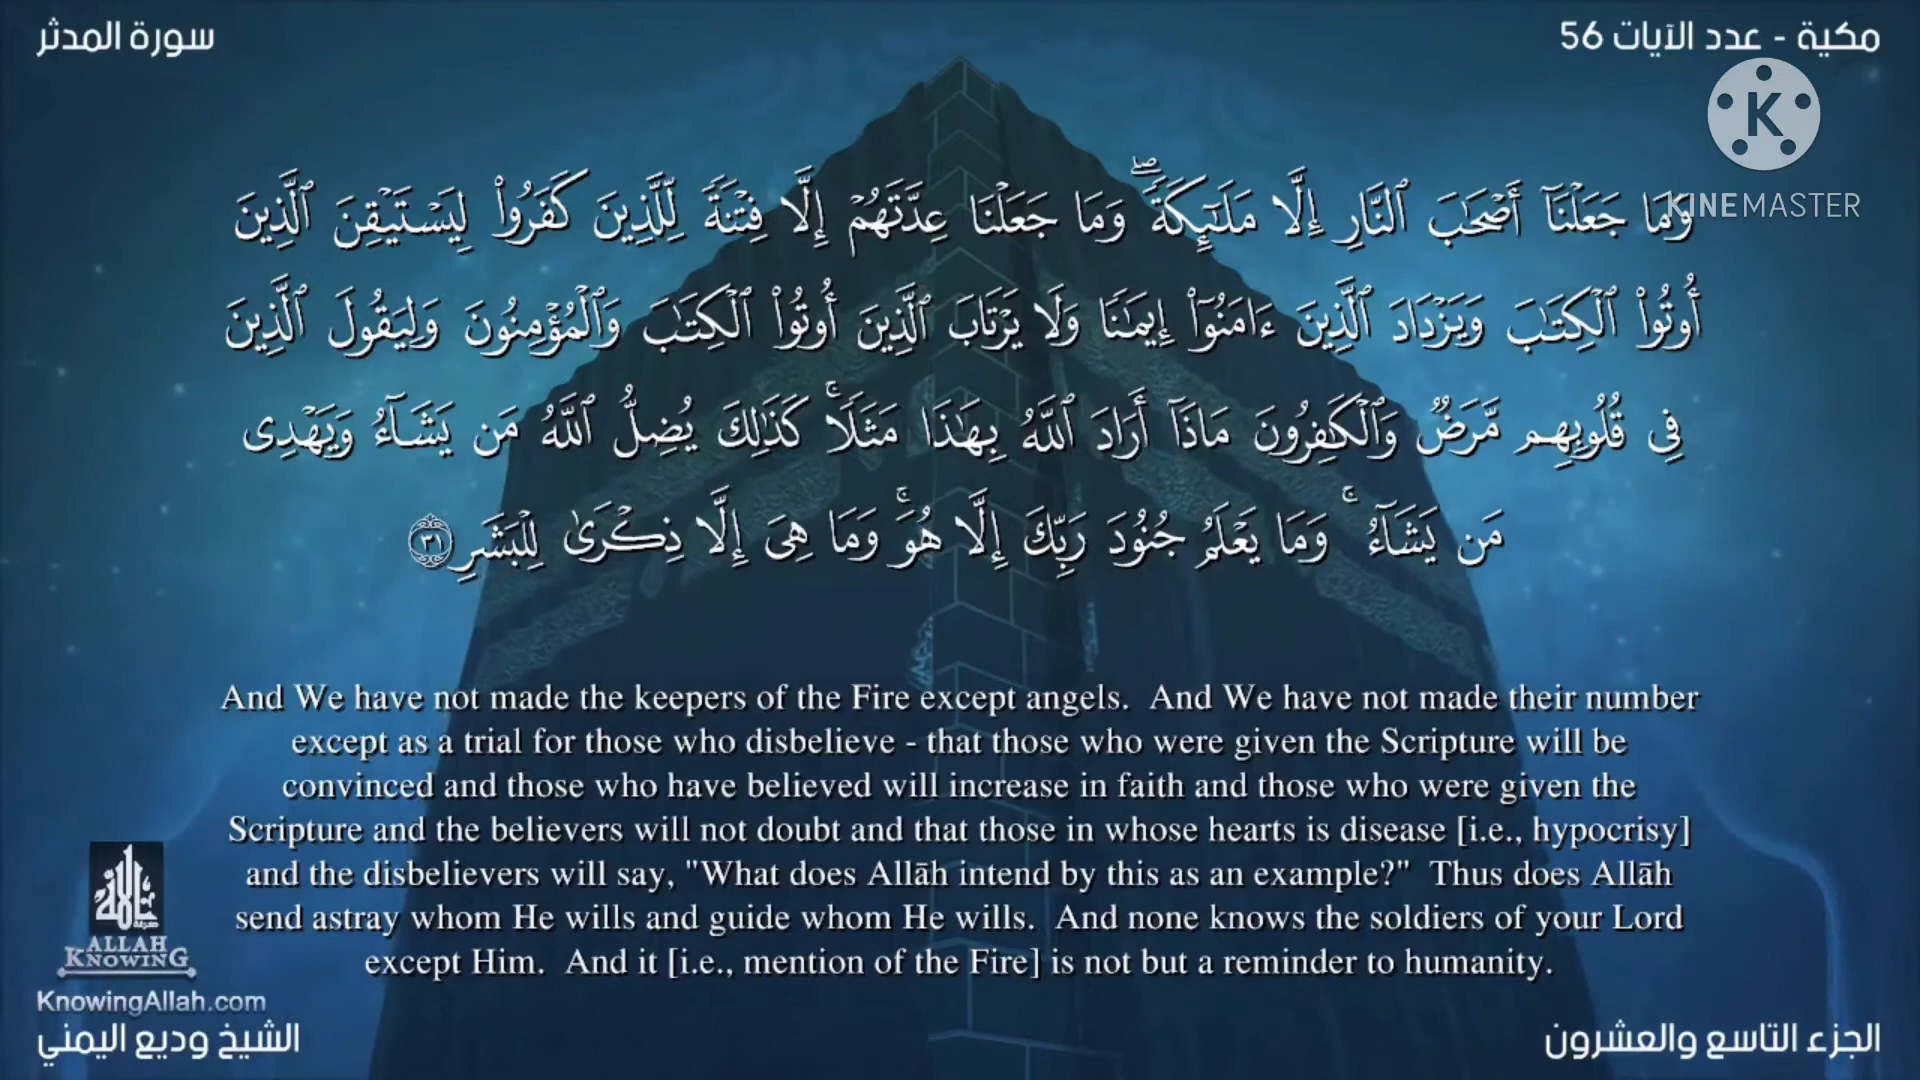 سورة المدثر
مكية - عدد الآيات 56
K
KINEMASTER
وَمَا جَعَلْنَآ أَصْحَٰبَ ٱلنَّارِ إِلَّا مَلَٰٓئِكَةً ۖ وَمَا جَعَلْنَا عِدَّتَهُمْ إِلَّا فِتْنَةً لِّلَّذِينَ كَفَرُوا۟ لِيَسْتَيْقِنَ ٱلَّذِينَ
أُوتُوا۟ ٱلْكِتَٰبَ وَيَزْدَادَ ٱلَّذِينَ ءَامَنُوٓا۟ إِيمَٰنًا وَلَا يَرْتَابَ ٱلَّذِينَ أُوتُوا۟ ٱلْكِتَٰبَ وَٱلْمُؤْمِنُونَ وَلِيَقُولَ ٱلَّذِينَ
فِى قُلُوبِهِم مَّرَضٌ وَٱلْكَٰفِرُونَ مَاذَآ أَرَادَ ٱللَّهُ بِهَٰذَا مَثَلًا ۚ كَذَٰلِكَ يُضِلُّ ٱللَّهُ مَن يَشَآءُ وَيَهْدِى
مَن يَشَآءُ ۚ وَمَا يَعْلَمُ جُنُودَ رَبِّكَ إِلَّا هُوَ ۚ وَمَا هِىَ إِلَّا ذِكْرَىٰ لِلْبَشَرِ ٣١
And We have not made the keepers of the Fire except angels. And We have not made their number
except as a trial for those who disbelieve - that those who were given the Scripture will be
convinced and those who have believed will increase in faith and those who were given the
Scripture and the believers will not doubt and that those in whose hearts is disease [i.e., hypocrisy]
and the disbelievers will say, "What does Allāh intend by this as an example?" Thus does Allāh
send astray whom He wills and guide whom He wills. And none knows the soldiers of your Lord
except Him. And it [i.e., mention of the Fire] is not but a reminder to humanity.
معرفة الله
ALLAH
KNOWING
KnowingAllah.com
الشيخ وديع اليمني
الجزء التاسع والعشرون